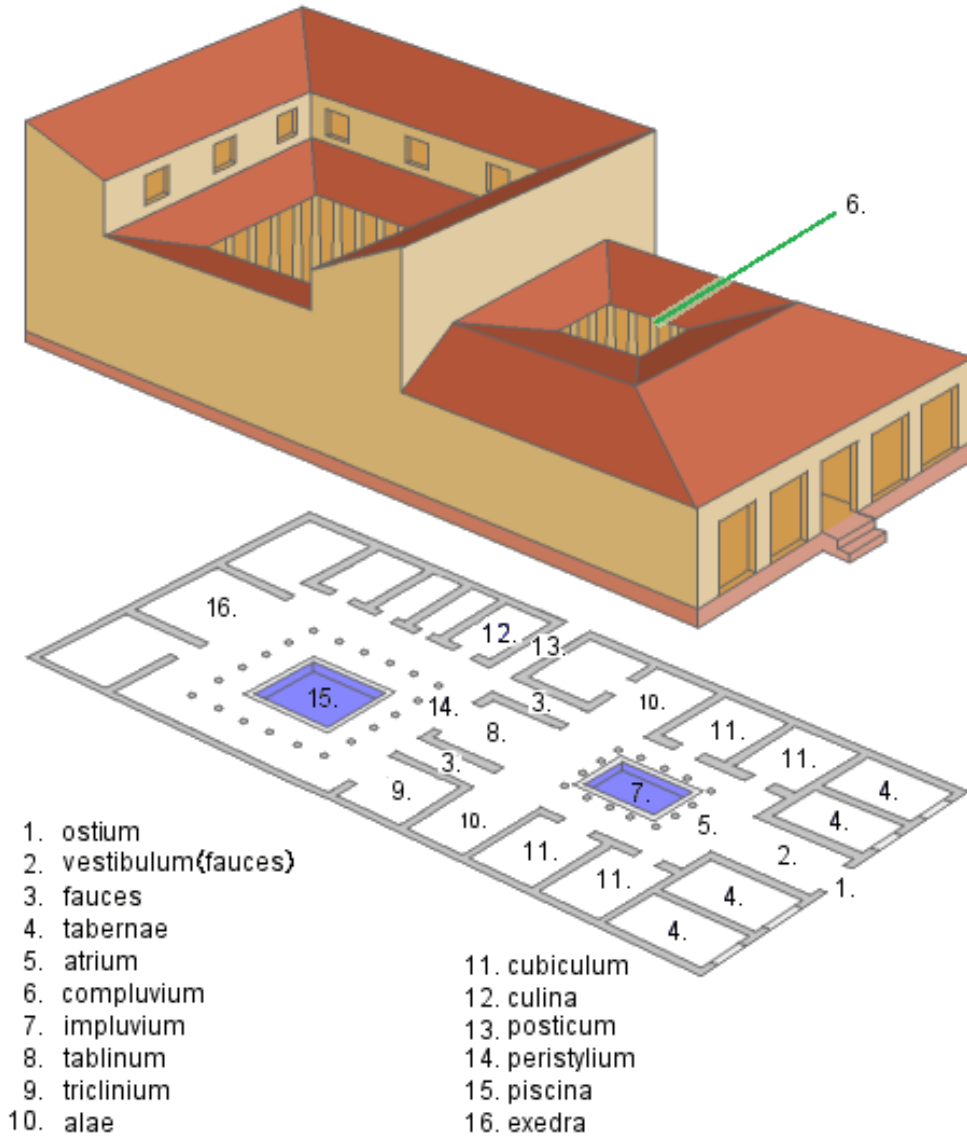 6.
16.
12.
13.
15.
14.
3.
10.
8.
11.
3.
11.
9.
7.
4.
10.
5.
4.
11.
2.
11.
4.
1.
4.
1. ostium
2. vestibulum(fauces)
3. fauces
4. tabernae
5. atrium
6. compluvium
7. impluvium
8. tablinum
9. triclinium
10. alae
11. cubiculum
12. culina
13. posticum
14. peristylium
15. piscina
16. exedra